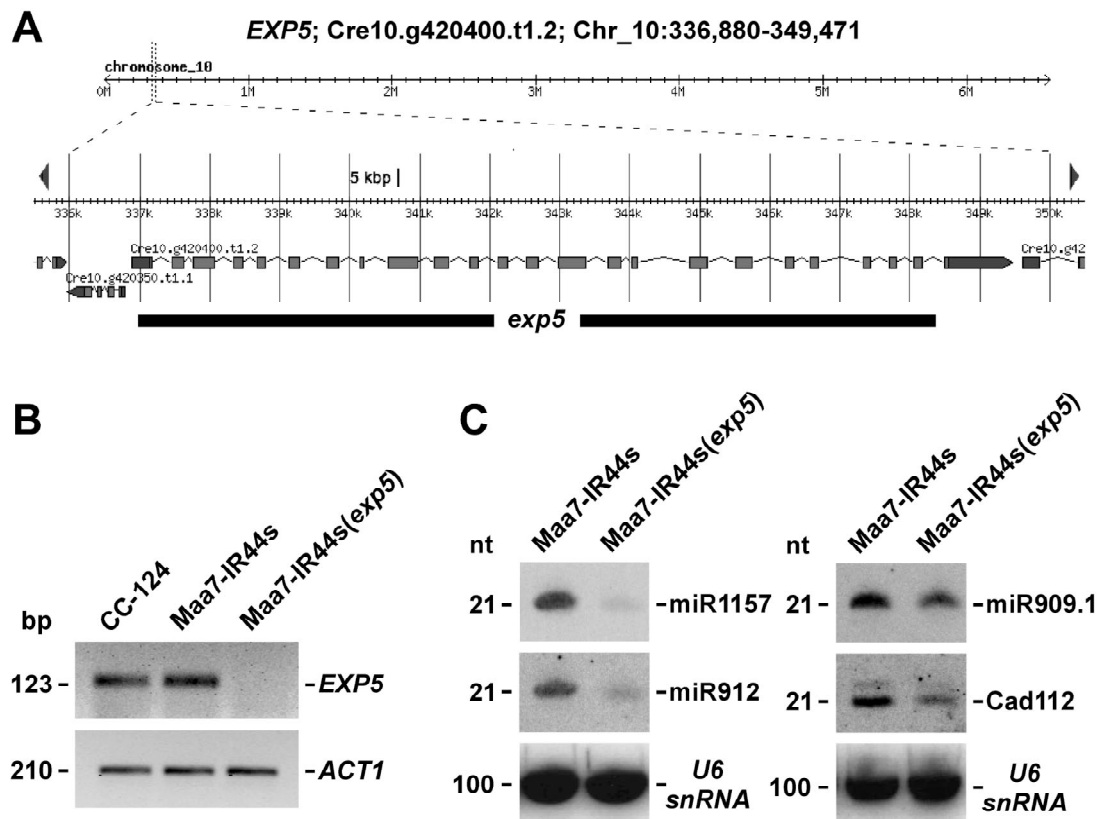 A
EXP5; Cre10.g420400.t1.2; Chr_10:336,880-349,471
chromosome_10
0M 1M 2M 3M 4M 5M 6M
5 kbp
336k 337k 338k 339k 340k 341k 342k 343k 344k 345k 346k 347k 348k 349k 350k
Cre10.g420400.t1.2 Cre10.g42
Cre10.g420350.t1.1
exp5
B
CC-124 Maa7-IR44s Maa7-IR44s(exp5)
bp
123 EXP5
210 ACT1
C
Maa7-IR44s Maa7-IR44s(exp5)
nt
21 miR1157
21 miR912
100 U6 snRNA
Maa7-IR44s Maa7-IR44s(exp5)
nt
21 miR909.1
21 Cad112
100 U6 snRNA